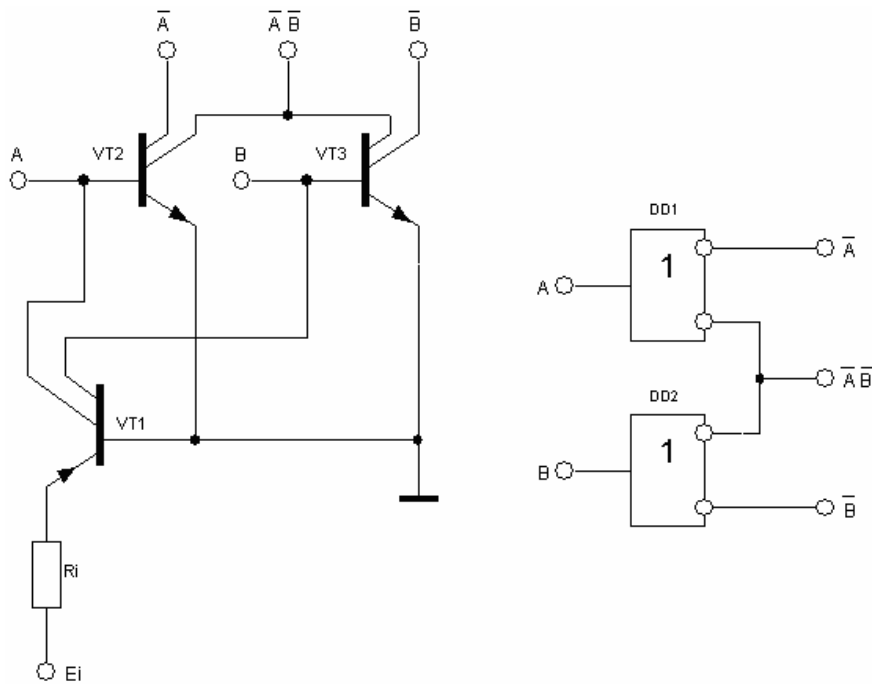 A̅ A̅ B̅ B̅
A VT2 B VT3
VT1
Ri
Ei
DD1
1
A
A̅
A̅ B̅
DD2
1
B
B̅